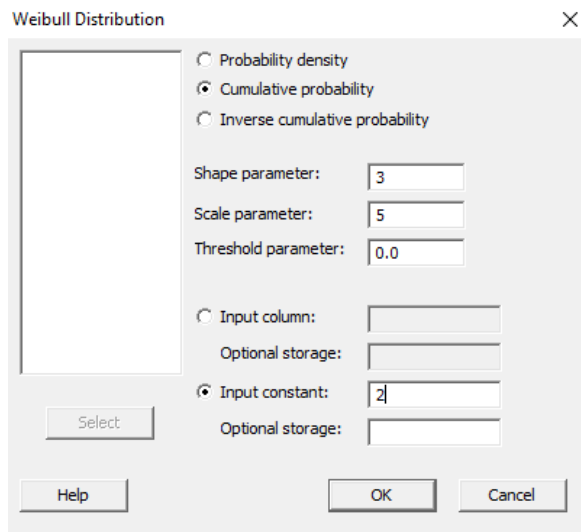 Weibull Distribution
Probability density
Cumulative probability
Inverse cumulative probability
Shape parameter: 3
Scale parameter: 5
Threshold parameter: 0.0
Input column:
Optional storage:
Input constant: 2
Optional storage:
Select
Help OK Cancel